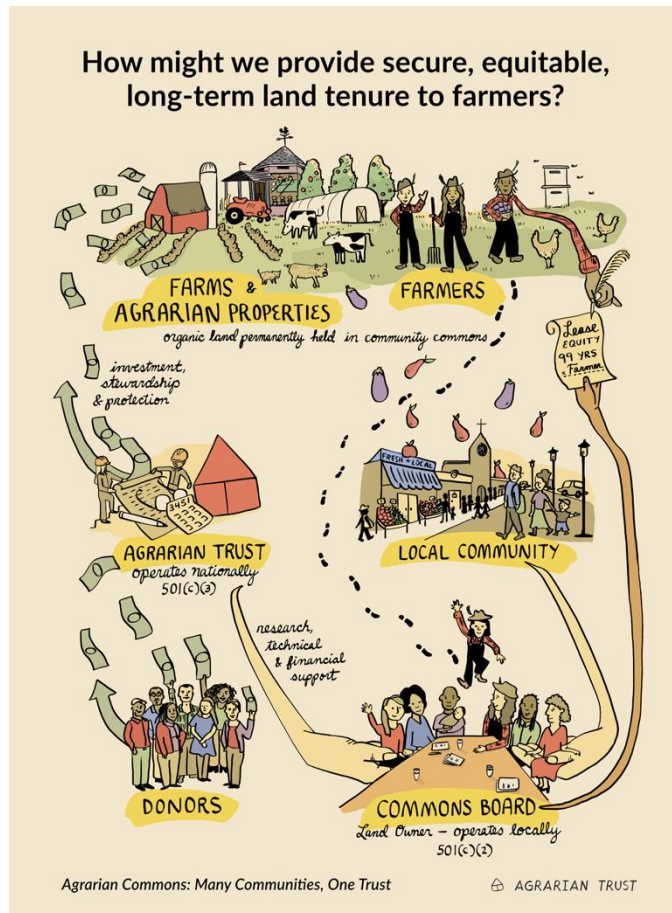 How might we provide secure, equitable,
long-term land tenure to farmers?
FARMS &
AGRARIAN PROPERTIES
FARMERS
organic land permanently held in community commons
Lease
EQUITY
99 YRS
x Farmer
investment,
stewardship
& protection
FRESH LOCAL
3451
AGRARIAN TRUST
operates nationally
501(c)(3)
LOCAL COMMUNITY
research,
technical
& financial
support
DONORS
COMMONS BOARD
Land Owner – operates locally
501(c)(2)
Agrarian Commons: Many Communities, One Trust
AGRARIAN TRUST